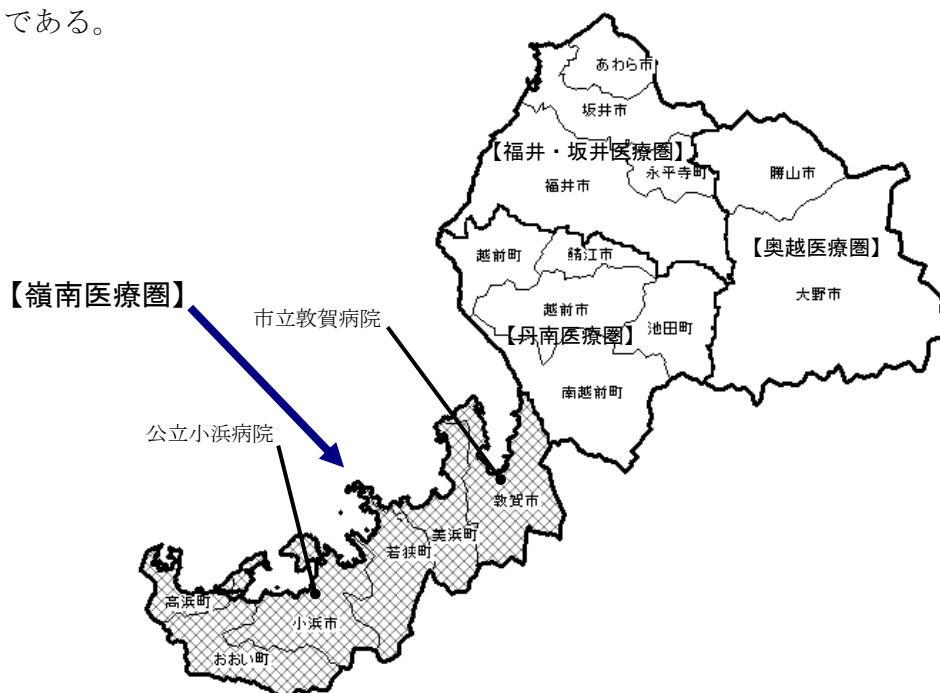 である。
あわら市
坂井市
【福井・坂井医療圏】
永平寺町
福井市
勝山市
【奥越医療圏】
大野市
越前町
鯖江市
越前市
【丹南医療圏】
池田町
南越前町
【嶺南医療圏】
市立敦賀病院
公立小浜病院
敦賀市
美浜町
若狭町
高浜町
小浜市
おおい町